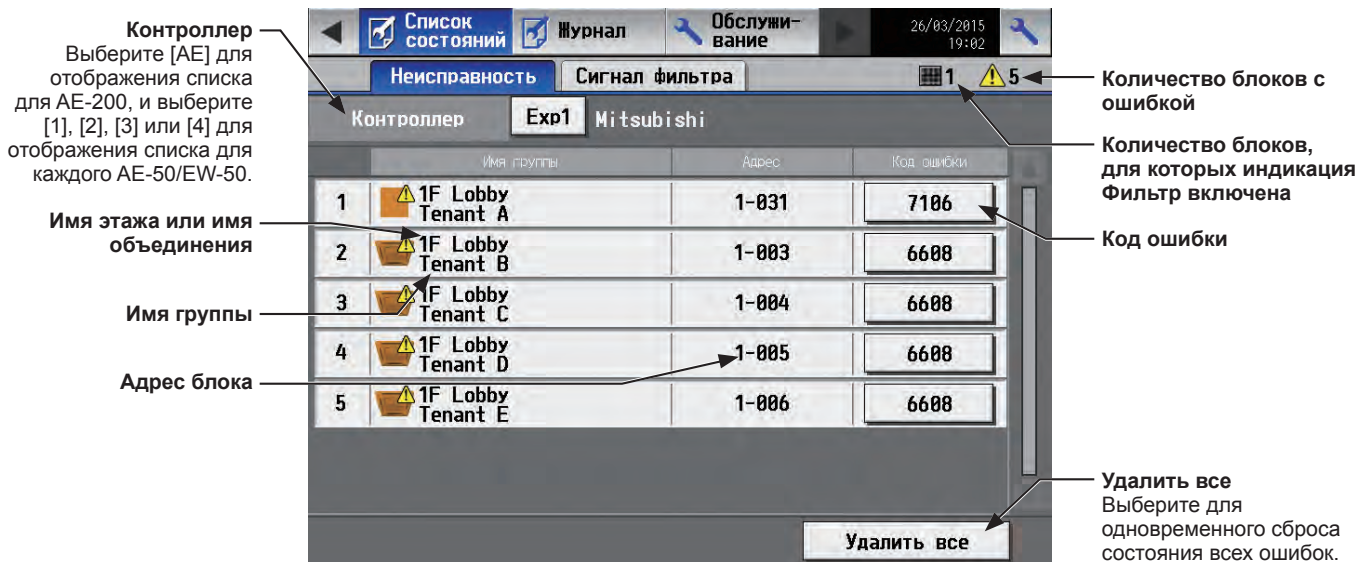 Контроллер
Выберите [AE] для
отображения списка
для AE-200, и выберите
[1], [2], [3] или [4] для
отображения списка для
каждого AE-50/EW-50.
Имя этажа или имя
объединения
Имя группы
Адрес блока
Список
состояний
Журнал
Обслужи-
вание
26/03/2015
19:02
Неисправность
Сигнал фильтра
1
5
Контроллер
Exp1
Mitsubishi
Имя группы
Адрес
Код ошибки
1
1F Lobby
Tenant A
1-031
7106
2
1F Lobby
Tenant B
1-003
6608
3
1F Lobby
Tenant C
1-004
6608
4
1F Lobby
Tenant D
1-005
6608
5
1F Lobby
Tenant E
1-006
6608
Удалить все
Количество блоков с
ошибкой
Количество блоков,
для которых индикация
Фильтр включена
Код ошибки
Удалить все
Выберите для
одновременного сброса
состояния всех ошибок.